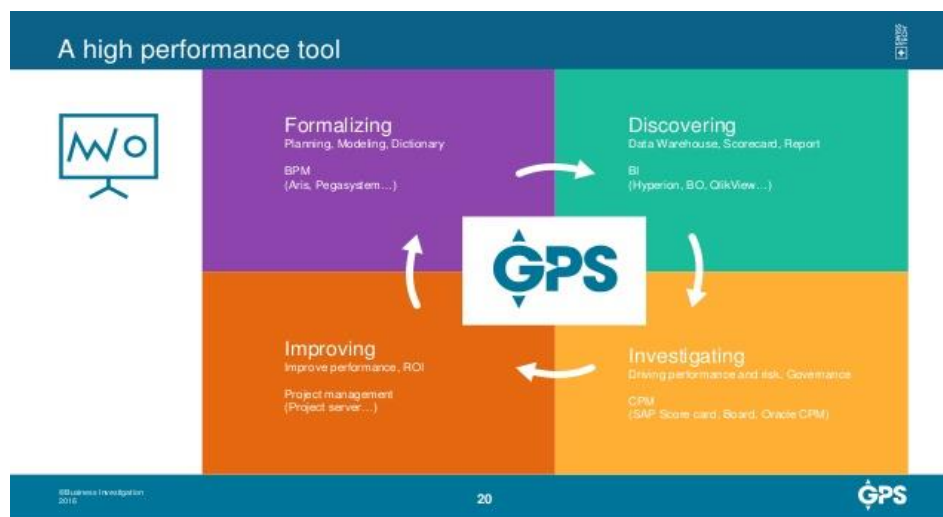 A high performance tool
SWISS
TECH
Formalizing
Planning, Modeling, Dictionary
BPM
(Aris, Pegasystem...)
Discovering
Data Warehouse, Scorecard, Report
BI
(Hyperion, BO, QlikView...)
GPS
Improving
Improve performance, ROI
Project management
(Project server...)
Investigating
Driving performance and risk, Governance
CPM
(SAP Score card, Board, Oracle CPM)
©Business Investigation
2016
20
GPS